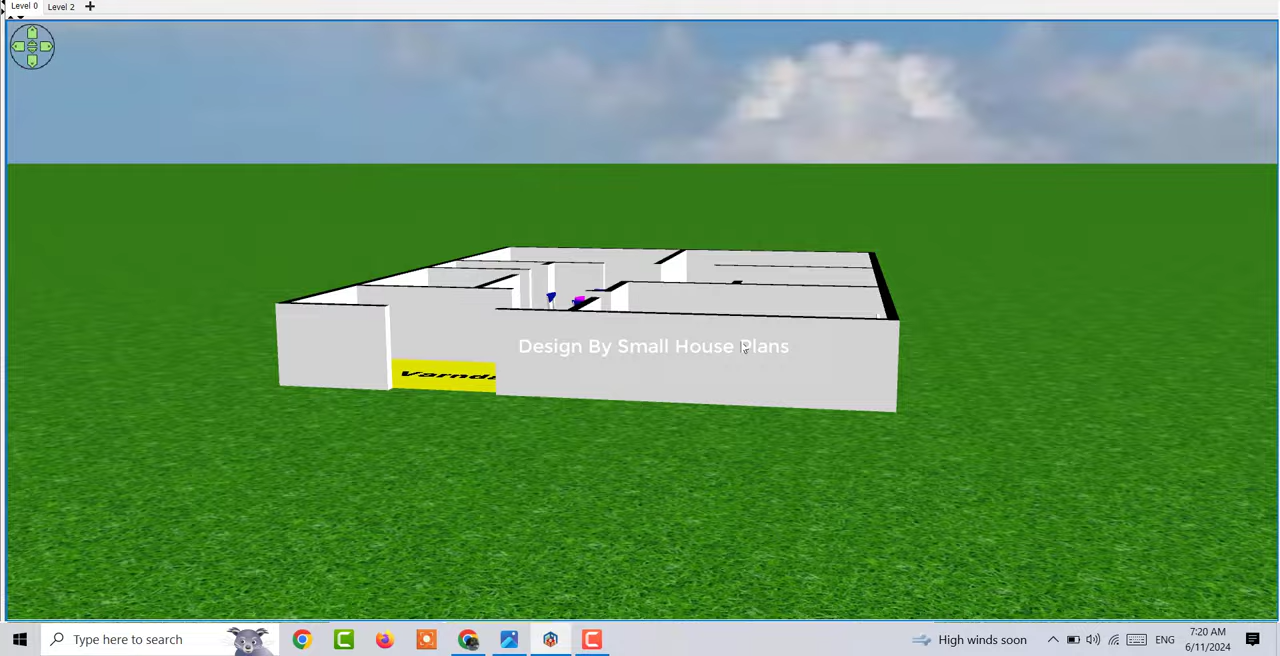 Level 0
Level 2
Design By Small House Plans
Varnda
Type here to search
High winds soon
ENG
7:20 AM
6/11/2024